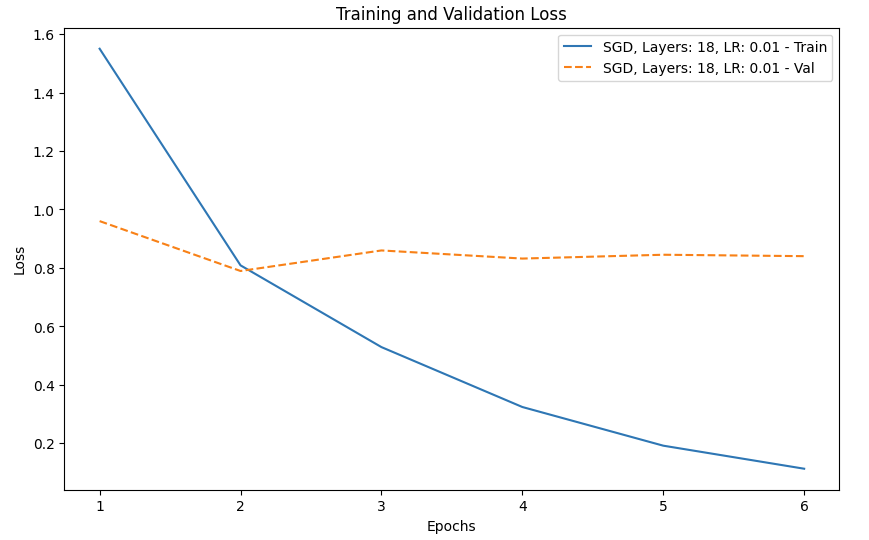 Training and Validation Loss
SGD, Layers: 18, LR: 0.01 - Train
SGD, Layers: 18, LR: 0.01 - Val
1.6
1.4
1.2
1.0
0.8
0.6
0.4
0.2
Loss
1 2 3 4 5 6
Epochs